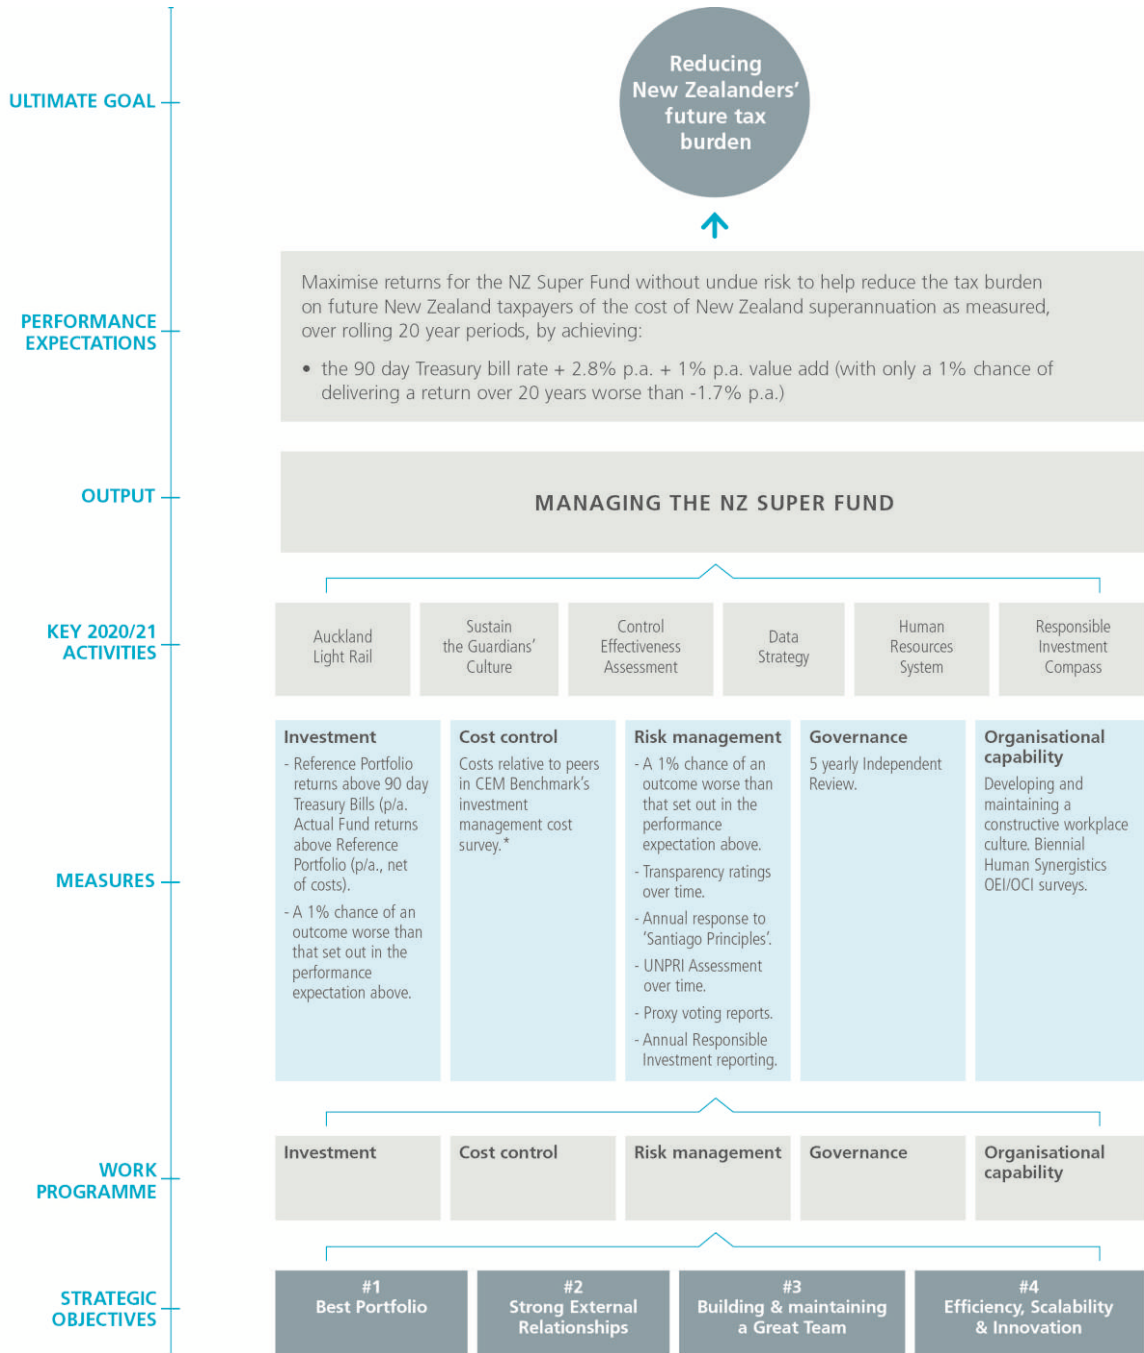 ULTIMATE GOAL
Reducing
New Zealanders'
future tax
burden
PERFORMANCE
EXPECTATIONS
Maximise returns for the NZ Super Fund without undue risk to help reduce the tax burden
on future New Zealand taxpayers of the cost of New Zealand superannuation as measured,
over rolling 20 year periods, by achieving:
• the 90 day Treasury bill rate + 2.8% p.a. + 1% p.a. value add (with only a 1% chance of
delivering a return over 20 years worse than -1.7% p.a.)
OUTPUT
MANAGING THE NZ SUPER FUND
KEY 2020/21
ACTIVITIES
Auckland
Light Rail
Sustain
the Guardians'
Culture
Control
Effectiveness
Assessment
Data
Strategy
Human
Resources
System
Responsible
Investment
Compass
MEASURES
Investment
- Reference Portfolio
returns above 90 day
Treasury Bills (p/a.
Actual Fund returns
above Reference
Portfolio (p/a., net
of costs).
- A 1% chance of an
outcome worse than
that set out in the
performance
expectation above.
Cost control
Costs relative to peers
in CEM Benchmark's
investment
management cost
survey.*
Risk management
- A 1% chance of an
outcome worse than
that set out in the
performance
expectation above.
- Transparency ratings
over time.
- Annual response to
'Santiago Principles'.
- UNPRI Assessment
over time.
- Proxy voting reports.
- Annual Responsible
Investment reporting.
Governance
5 yearly Independent
Review.
Organisational
capability
Developing and
maintaining a
constructive workplace
culture. Biennial
Human Synergistics
OEI/OCI surveys.
WORK
PROGRAMME
Investment
Cost control
Risk management
Governance
Organisational
capability
STRATEGIC
OBJECTIVES
#1
Best Portfolio
#2
Strong External
Relationships
#3
Building & maintaining
a Great Team
#4
Efficiency, Scalability
& Innovation